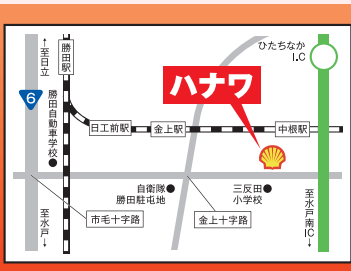 ←至日立
勝田駅
ひたちなか
I.C
ハナワ
6
勝田自動車学校
日工前駅
金上駅
中根駅
自衛隊
勝田駐屯地
三反田
小学校
至水戸→
市毛十字路
金上十字路
至水戸南IC→